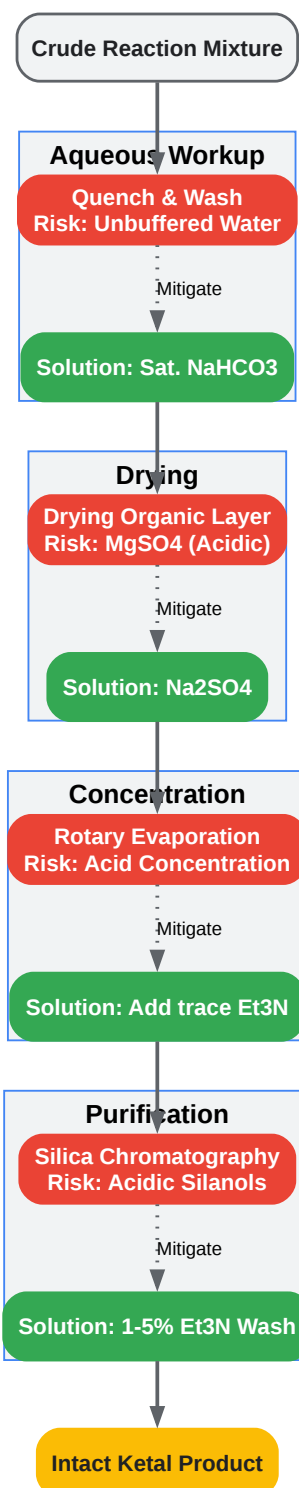 Crude Reaction Mixture
Aqueous Workup
Quench & Wash
Risk: Unbuffered Water
Mitigate
Solution: Sat. NaHCO3
Drying
Drying Organic Layer
Risk: MgSO4 (Acidic)
Mitigate
Solution: Na2SO4
Concentration
Rotary Evaporation
Risk: Acid Concentration
Mitigate
Solution: Add trace Et3N
Purification
Silica Chromatography
Risk: Acidic Silanols
Mitigate
Solution: 1-5% Et3N Wash
Intact Ketal Product